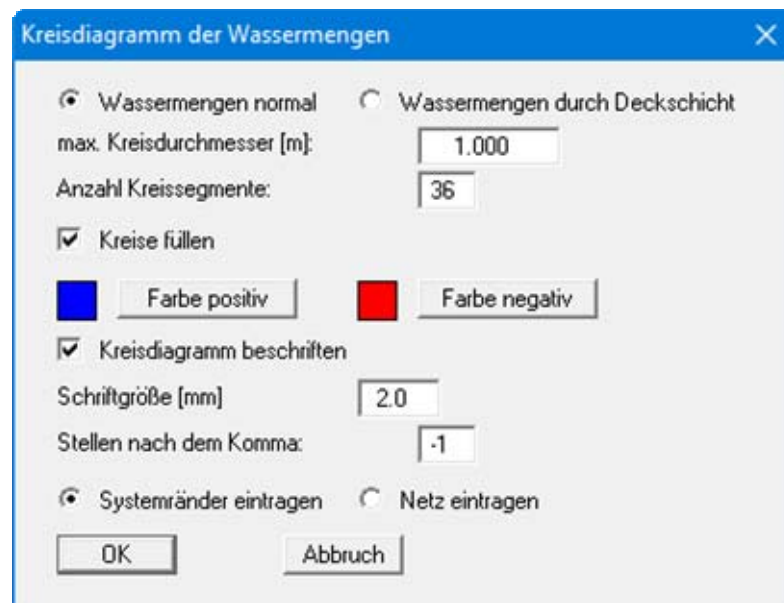 Kreisdiagramm der Wassermengen
Wassermengen normal Wassermengen durch Deckschicht
max. Kreisdurchmesser [m]: 1.000
Anzahl Kreissegmente: 36
Kreise füllen
Farbe positiv Farbe negativ
Kreisdiagramm beschriften
Schriftgröße [mm] 2.0
Stellen nach dem Komma: -1
Systemränder eintragen Netz eintragen
OK Abbruch